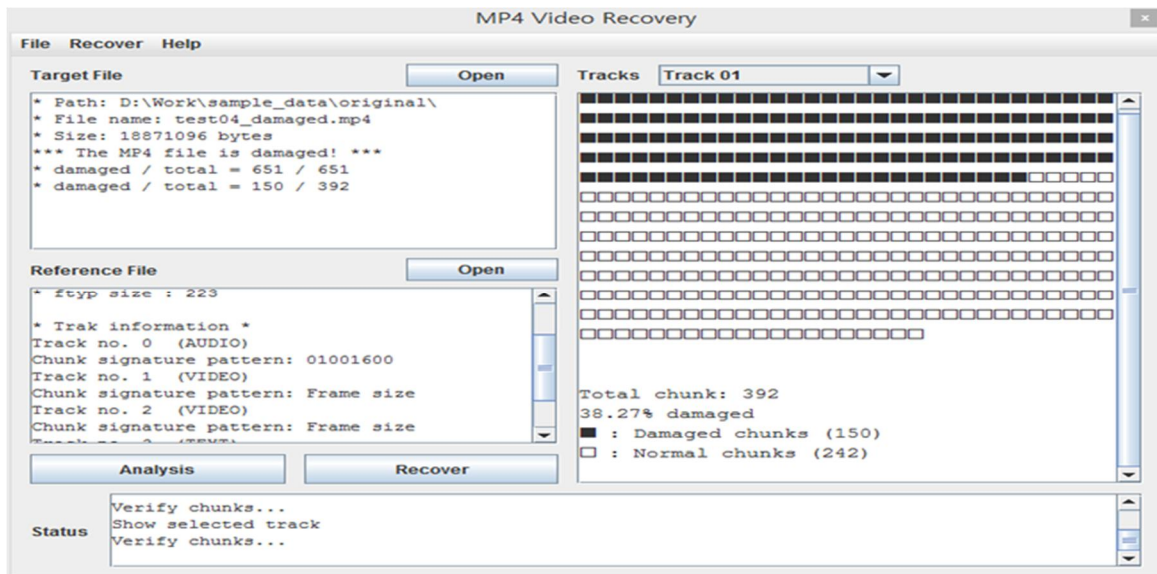 MP4 Video Recovery
File Recover Help
Target File
Open
* Path: D:\Work\sample_data\original\
* File name: test04_damaged.mp4
* Size: 18871096 bytes
*** The MP4 file is damaged! ***
* damaged / total = 651 / 651
* damaged / total = 150 / 392
Reference File
Open
* ftyp size : 223
* Trak information *
Track no. 0 (AUDIO)
Chunk signature pattern: 01001600
Track no. 1 (VIDEO)
Chunk signature pattern: Frame size
Track no. 2 (VIDEO)
Chunk signature pattern: Frame size
Track no. 3 (TEXT)
Analysis
Recover
Tracks
Track 01
Total chunk: 392
38.27% damaged
■ : Damaged chunks (150)
□ : Normal chunks (242)
Status
Verify chunks...
Show selected track
Verify chunks...